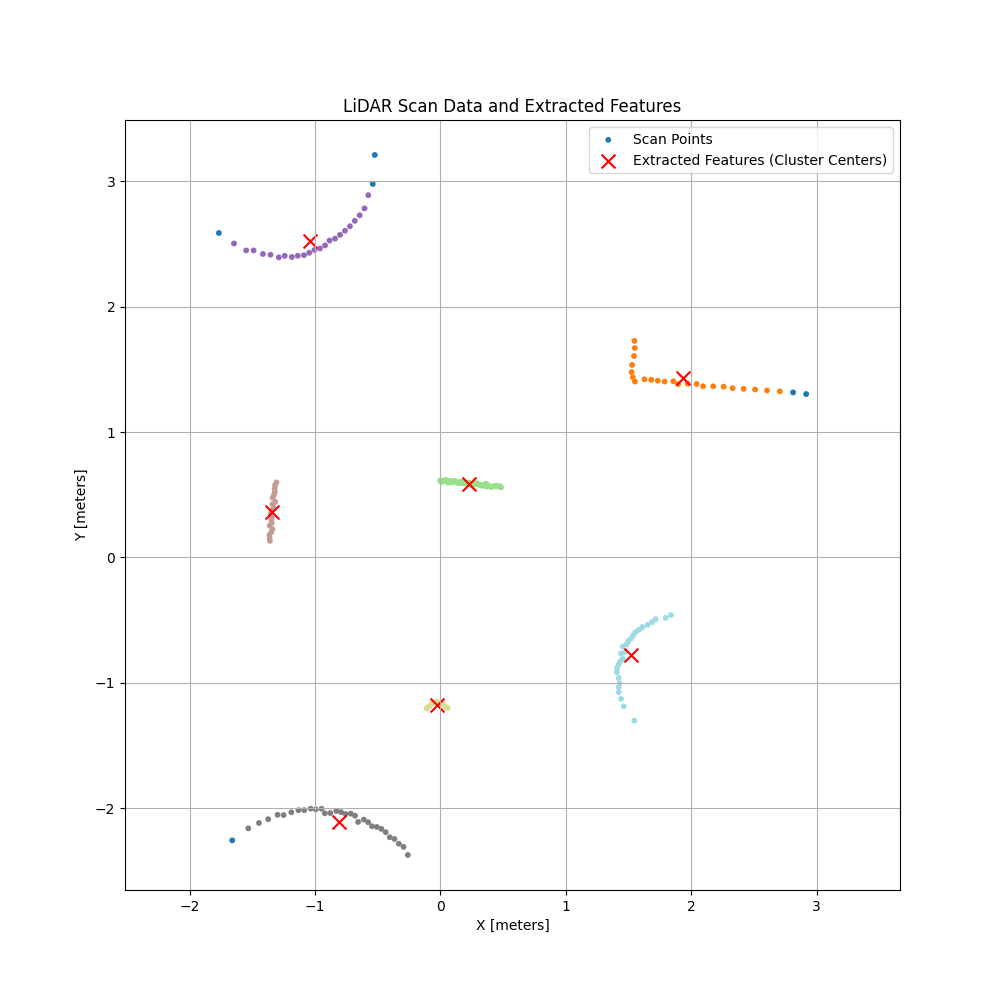 LiDAR Scan Data and Extracted Features
Scan Points
Extracted Features (Cluster Centers)
3
2
1
0
−1
−2
Y [meters]
−2 −1 0 1 2 3
X [meters]